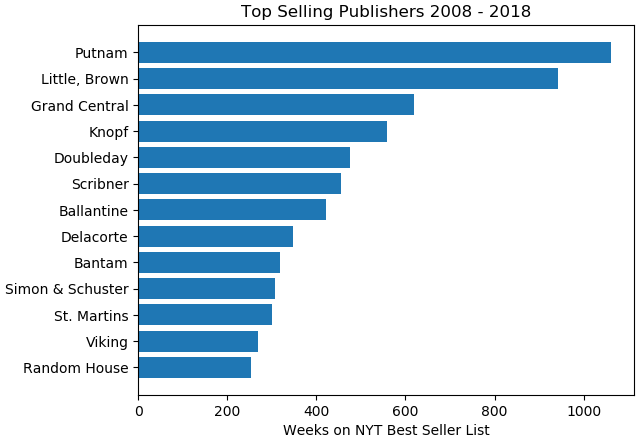 Top Selling Publishers 2008 - 2018
Putnam
Little, Brown
Grand Central
Knopf
Doubleday
Scribner
Ballantine
Delacorte
Bantam
Simon & Schuster
St. Martins
Viking
Random House
0 200 400 600 800 1000
Weeks on NYT Best Seller List